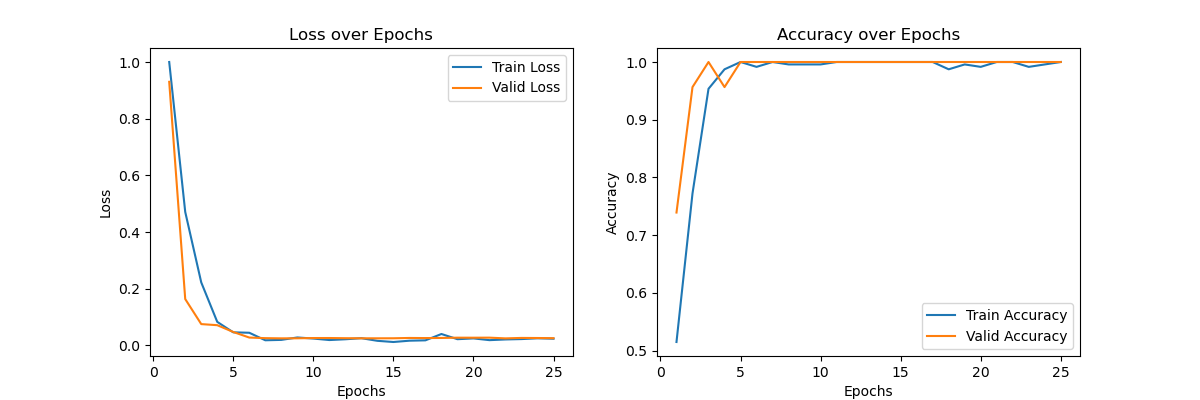 Loss over Epochs
1.0
0.8
0.6
0.4
0.2
0.0
Loss
0 5 10 15 20 25
Epochs
Train Loss
Valid Loss
Accuracy over Epochs
1.0
0.9
0.8
0.7
0.6
0.5
Accuracy
0 5 10 15 20 25
Epochs
Train Accuracy
Valid Accuracy